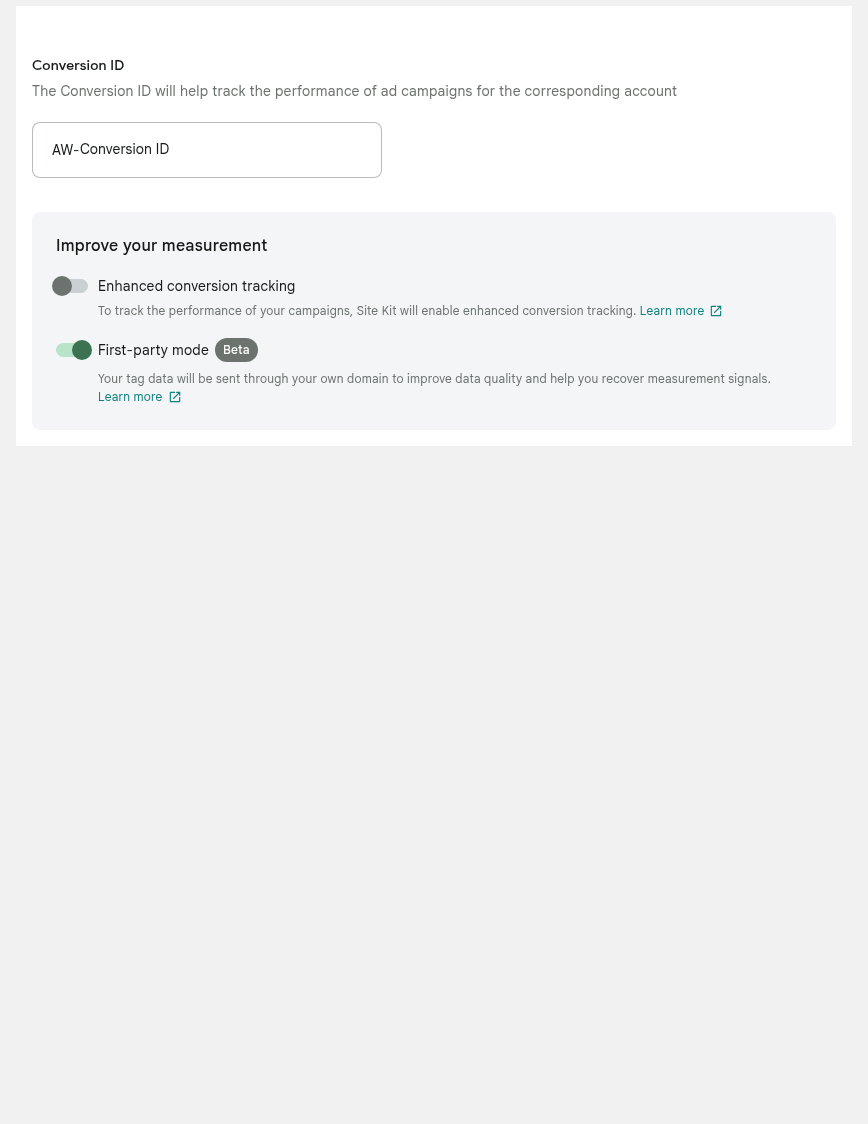 Conversion ID
The Conversion ID will help track the performance of ad campaigns for the corresponding account
AW-Conversion ID
Improve your measurement
Enhanced conversion tracking
To track the performance of your campaigns, Site Kit will enable enhanced conversion tracking. Learn more
First-party mode Beta
Your tag data will be sent through your own domain to improve data quality and help you recover measurement signals.
Learn more